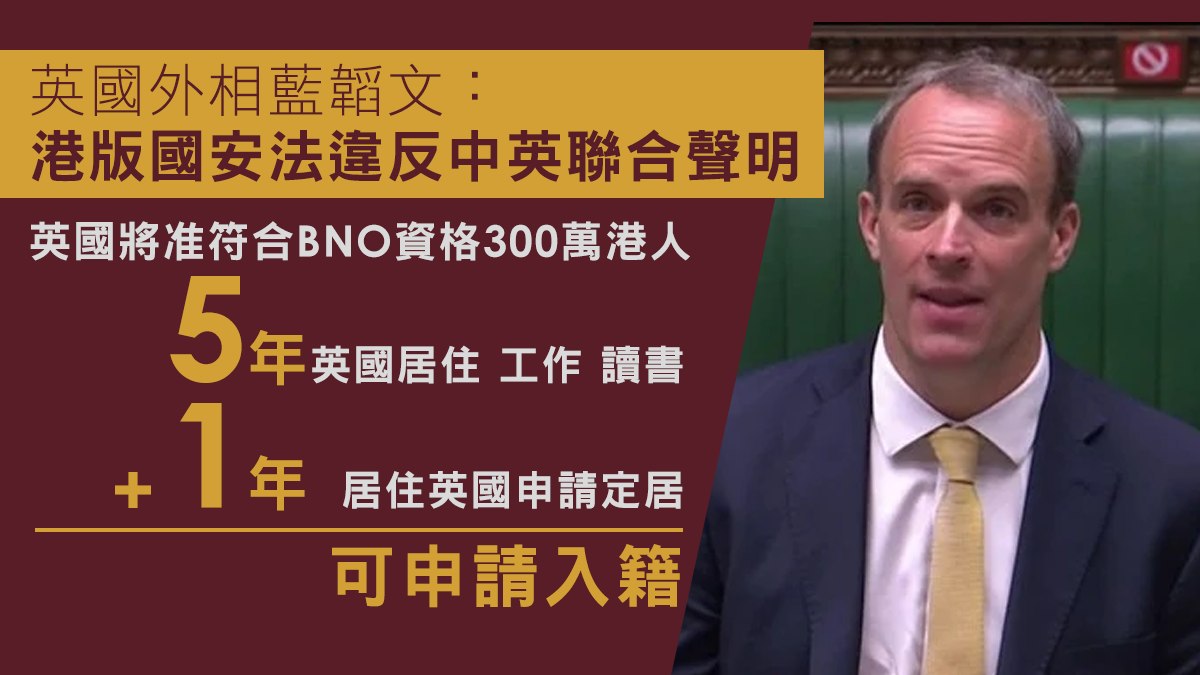 英國外相藍韜文：
港版國安法違反中英聯合聲明
英國將准符合BNO資格300萬港人
5年英國居住 工作 讀書
+1年 居住英國申請定居
可申請入籍